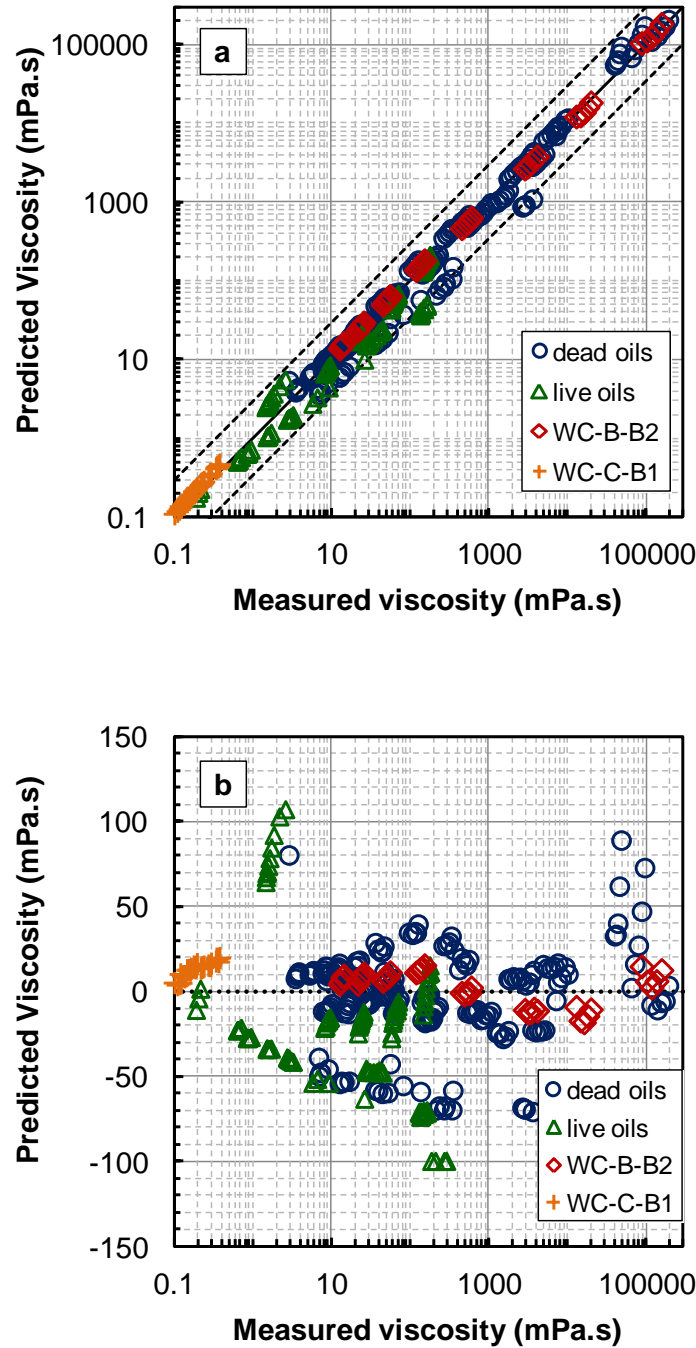 a
Predicted Viscosity (mPa.s)
100000
1000
10
0.1
dead oils
live oils
WC-B-B2
WC-C-B1
0.1
10
1000
100000
Measured viscosity (mPa.s)
b
Predicted Viscosity (mPa.s)
150
100
50
0
-50
-100
-150
dead oils
live oils
WC-B-B2
WC-C-B1
0.1
10
1000
100000
Measured viscosity (mPa.s)